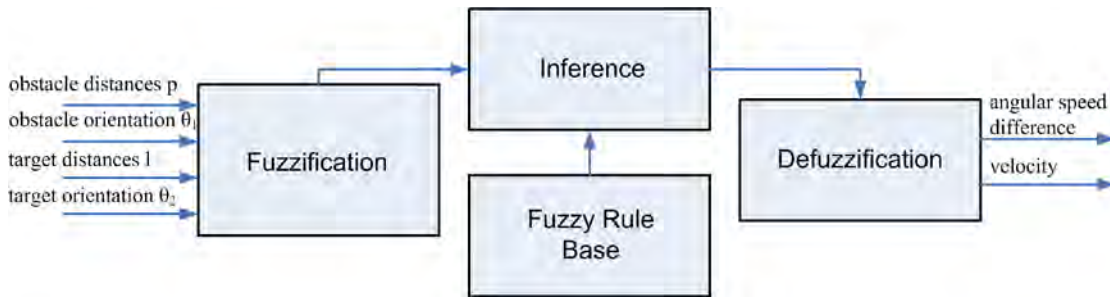 obstacle distances p
obstacle orientation θ₁
target distances l
target orientation θ₂
Fuzzification
Inference
Fuzzy Rule
Base
Defuzzification
angular speed
difference
velocity